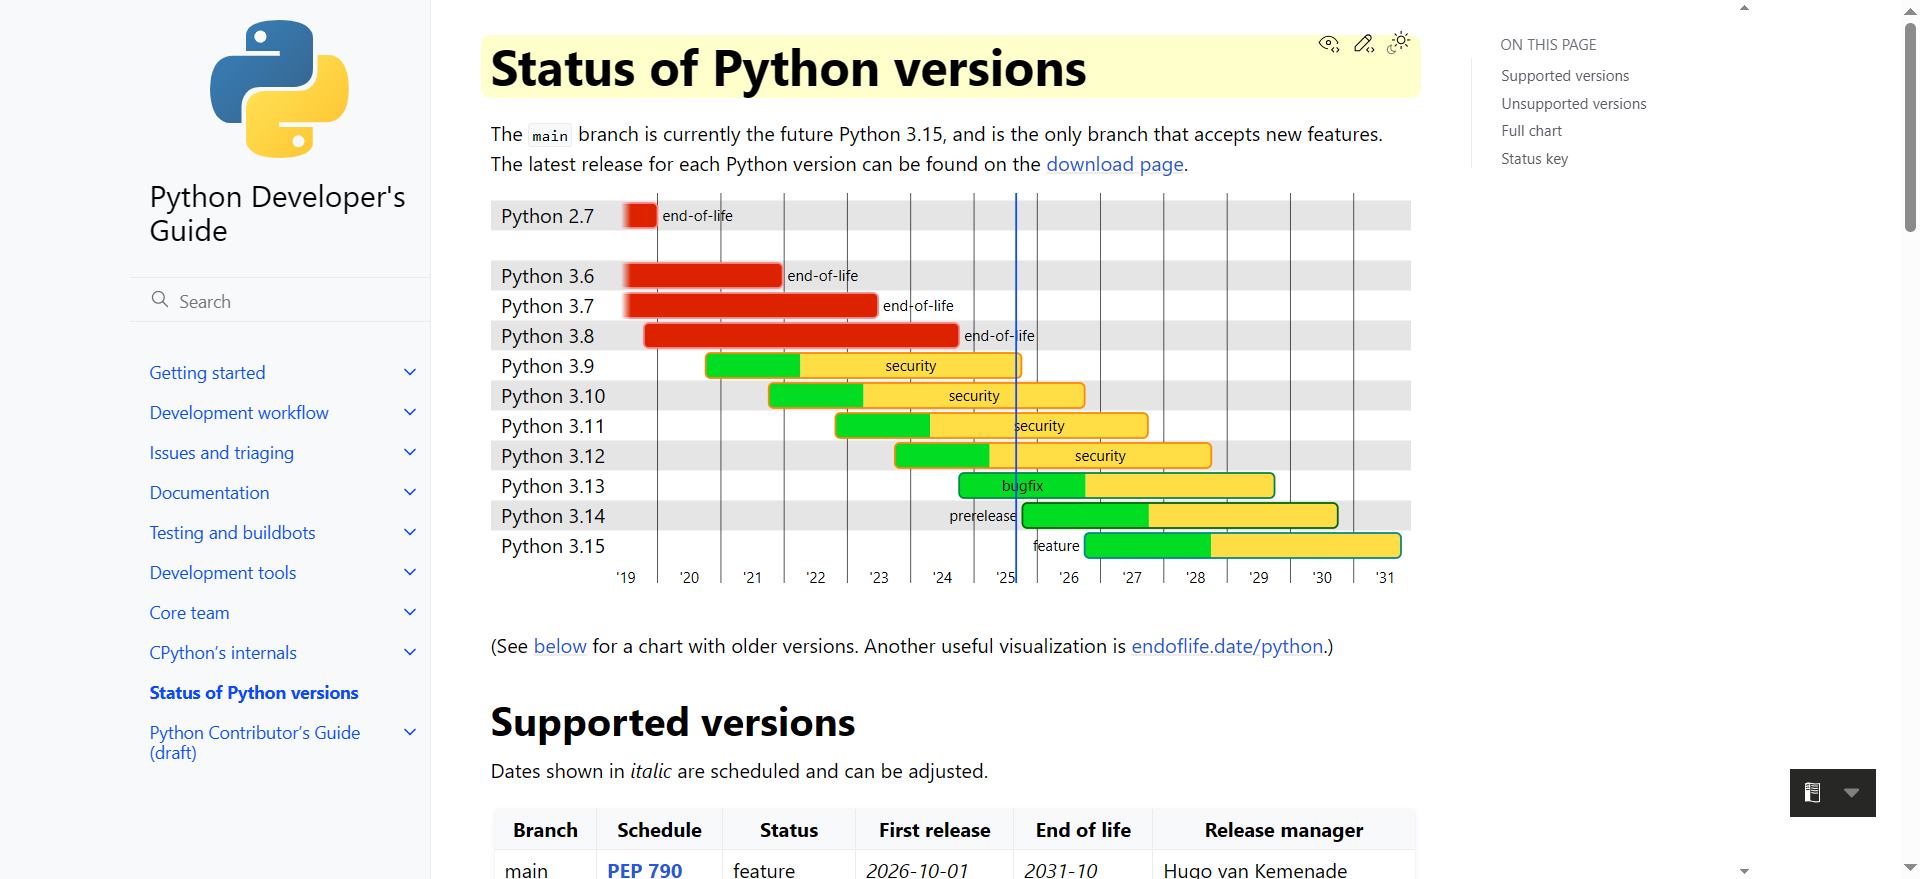 Python Developer's
Guide
Search
Getting started
Development workflow
Issues and triaging
Documentation
Testing and buildbots
Development tools
Core team
CPython’s internals
Status of Python versions
Python Contributor’s Guide
(draft)
Status of Python versions
The main branch is currently the future Python 3.15, and is the only branch that accepts new features.
The latest release for each Python version can be found on the download page.
Python 2.7 end-of-life
Python 3.6 end-of-life
Python 3.7 end-of-life
Python 3.8 end-of-life
Python 3.9 security
Python 3.10 security
Python 3.11 security
Python 3.12 security
Python 3.13 bugfix
Python 3.14 prerelease
Python 3.15 feature
'19 '20 '21 '22 '23 '24 '25 '26 '27 '28 '29 '30 '31
(See below for a chart with older versions. Another useful visualization is endoflife.date/python.)
Supported versions
Dates shown in italic are scheduled and can be adjusted.
Branch Schedule Status First release End of life Release manager
main PEP 790 feature 2026-10-01 2031-10 Hugo van Kemenade
ON THIS PAGE
Supported versions
Unsupported versions
Full chart
Status key